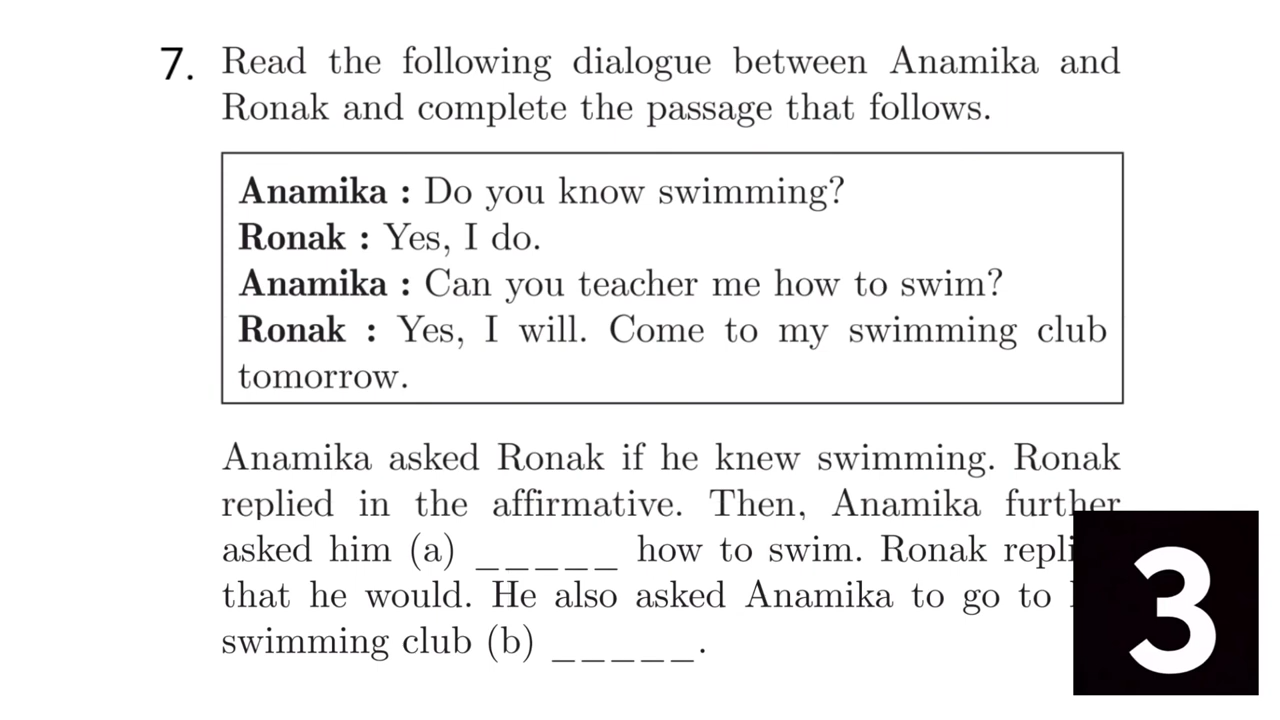 7. Read the following dialogue between Anamika and
Ronak and complete the passage that follows.
Anamika : Do you know swimming?
Ronak : Yes, I do.
Anamika : Can you teacher me how to swim?
Ronak : Yes, I will. Come to my swimming club
tomorrow.
Anamika asked Ronak if he knew swimming. Ronak
replied in the affirmative. Then, Anamika further
asked him (a) _____ how to swim. Ronak
that he would. He also asked Anamika to go to
swimming club (b) _____.
3